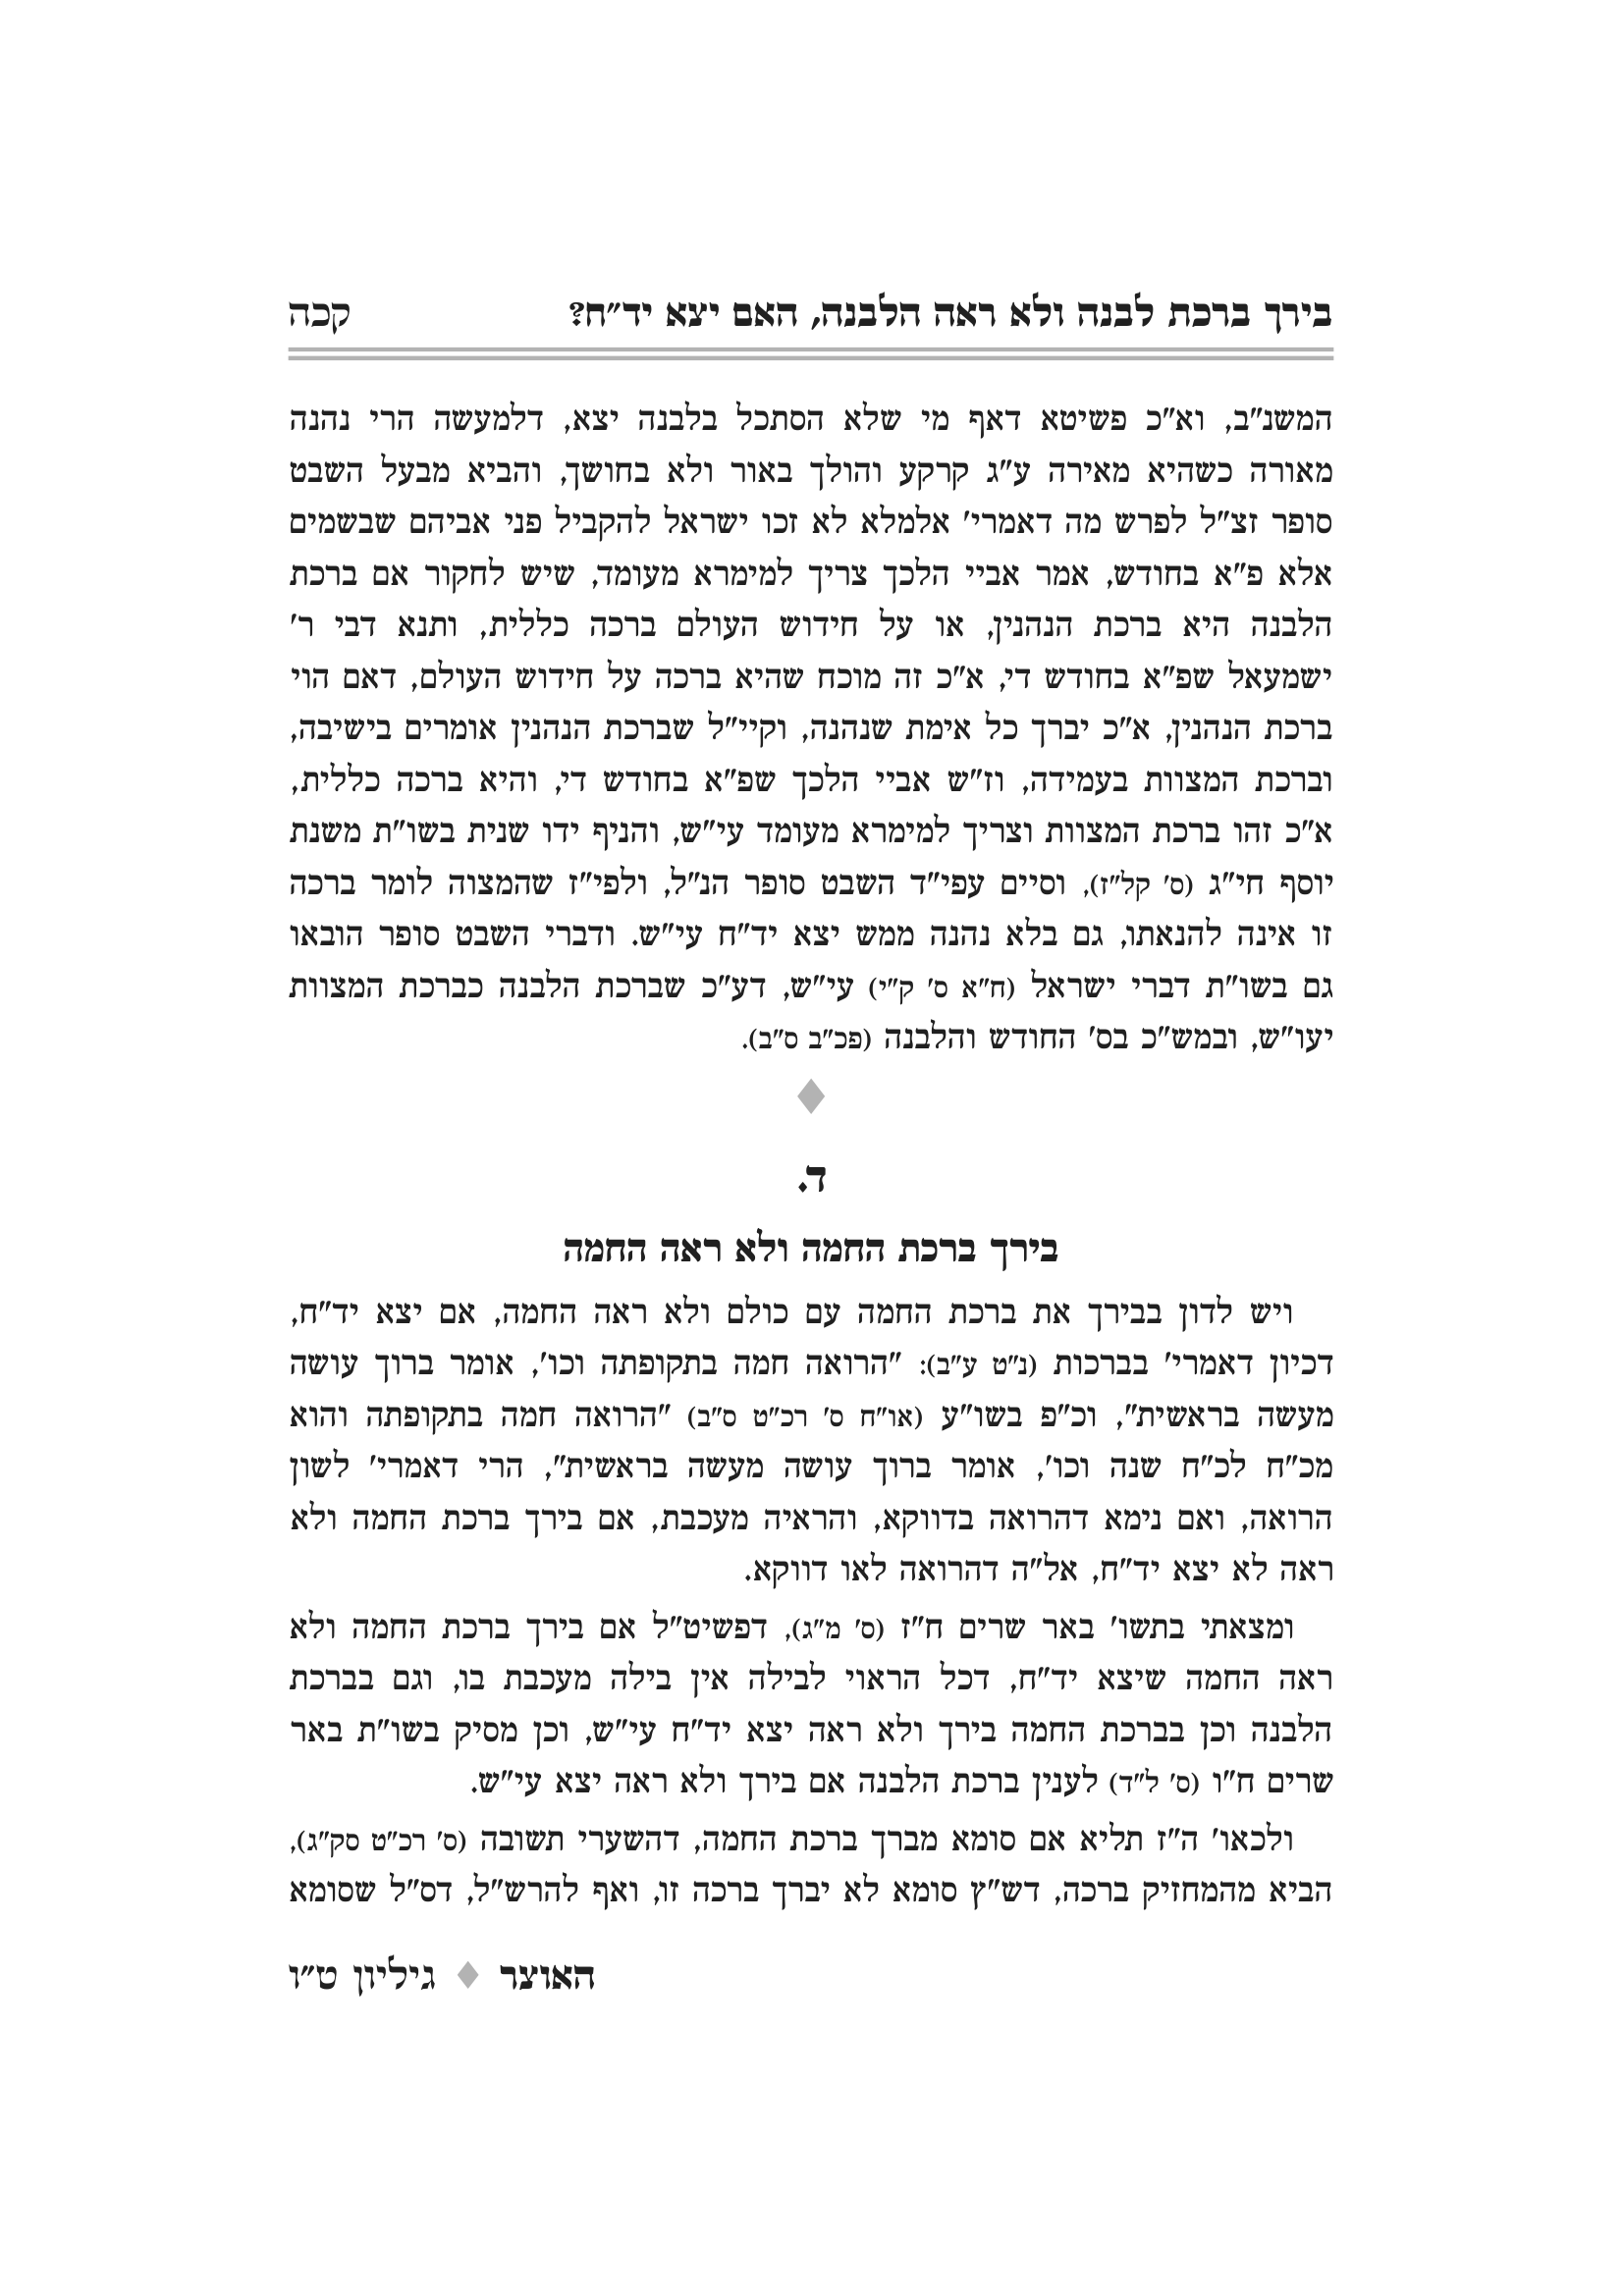 בירך ברכת לבנה ולא ראה הלבנה, האם יצא יד״ח? קכה
המשנ״ב, וא״כ פשיטא דאף מי שלא הסתכל בלבנה יצא, דלמעשה הרי נהנה
מאורה כשהיא מאירה ע״ג קרקע והולך באור ולא בחושך, והביא מבעל השבט
סופר זצ״ל לפרש מה דאמרי׳ אלמלא לא זכו ישראל להקביל פני אביהם שבשמים
אלא פ״א בחודש, אמר אביי הלכך צריך למימרא מעומד, שיש לחקור אם ברכת
הלבנה היא ברכת הנהנין, או על חידוש העולם ברכה כללית, ותנא דבי ר׳
ישמעאל שפ״א בחודש די, א״כ זה מוכח שהיא ברכה על חידוש העולם, דאם הוי
ברכת הנהנין, א״כ יברך כל אימת שנהנה, וקיי״ל שברכת הנהנין אומרים בישיבה,
וברכת המצוות בעמידה, וז״ש אביי הלכך שפ״א בחודש די, והיא ברכה כללית,
א״כ זהו ברכת המצוות וצריך למימרא מעומד עי״ש, והניף ידו שנית בשו״ת משנת
יוסף חי״ג (ס׳ קל״ז), וסיים עפי״ד השבט סופר הנ״ל, ולפי״ז שהמצוה לומר ברכה
זו אינה להנאתו, גם בלא נהנה ממש יצא יד״ח עי״ש. ודברי השבט סופר הובאו
גם בשו״ת דברי ישראל (ח״א ס׳ ק״י) עי״ש, דע״כ שברכת הלבנה כברכת המצוות
יעו״ש, ובמש״כ בס׳ החודש והלבנה (פכ״ב ס״ב).
ד.
בירך ברכת החמה ולא ראה החמה
ויש לדון בבירך את ברכת החמה עם כולם ולא ראה החמה, אם יצא יד״ח,
דכיון דאמרי׳ בברכות (נ״ט ע״ב): ״הרואה חמה בתקופתה וכו׳, אומר ברוך עושה
מעשה בראשית״, וכ״פ בשו״ע (או״ח ס׳ רכ״ט ס״ב) ״הרואה חמה בתקופתה והוא
מכ״ח לכ״ח שנה וכו׳, אומר ברוך עושה מעשה בראשית״, הרי דאמרי׳ לשון
הרואה, ואם נימא דהרואה בדווקא, והראיה מעכבת, אם בירך ברכת החמה ולא
ראה לא יצא יד״ח, אל״ה דהרואה לאו דווקא.
ומצאתי בתשו׳ באר שרים ח״ז (ס׳ מ״ג), דפשיט״ל אם בירך ברכת החמה ולא
ראה החמה שיצא יד״ח, דכל הראוי לבילה אין בילה מעכבת בו, וגם בברכת
הלבנה וכן בברכת החמה בירך ולא ראה יצא יד״ח עי״ש, וכן מסיק בשו״ת באר
שרים ח״ו (ס׳ ל״ד) לענין ברכת הלבנה אם בירך ולא ראה יצא עי״ש.
ולכאו׳ ה״ז תליא אם סומא מברך ברכת החמה, דהשערי תשובה (ס׳ רכ״ט סק״ג),
הביא מהמחזיק ברכה, דש״ץ סומא לא יברך ברכה זו, ואף להרש״ל, דס״ל שסומא
האוצר ♦ גיליון ט״ו